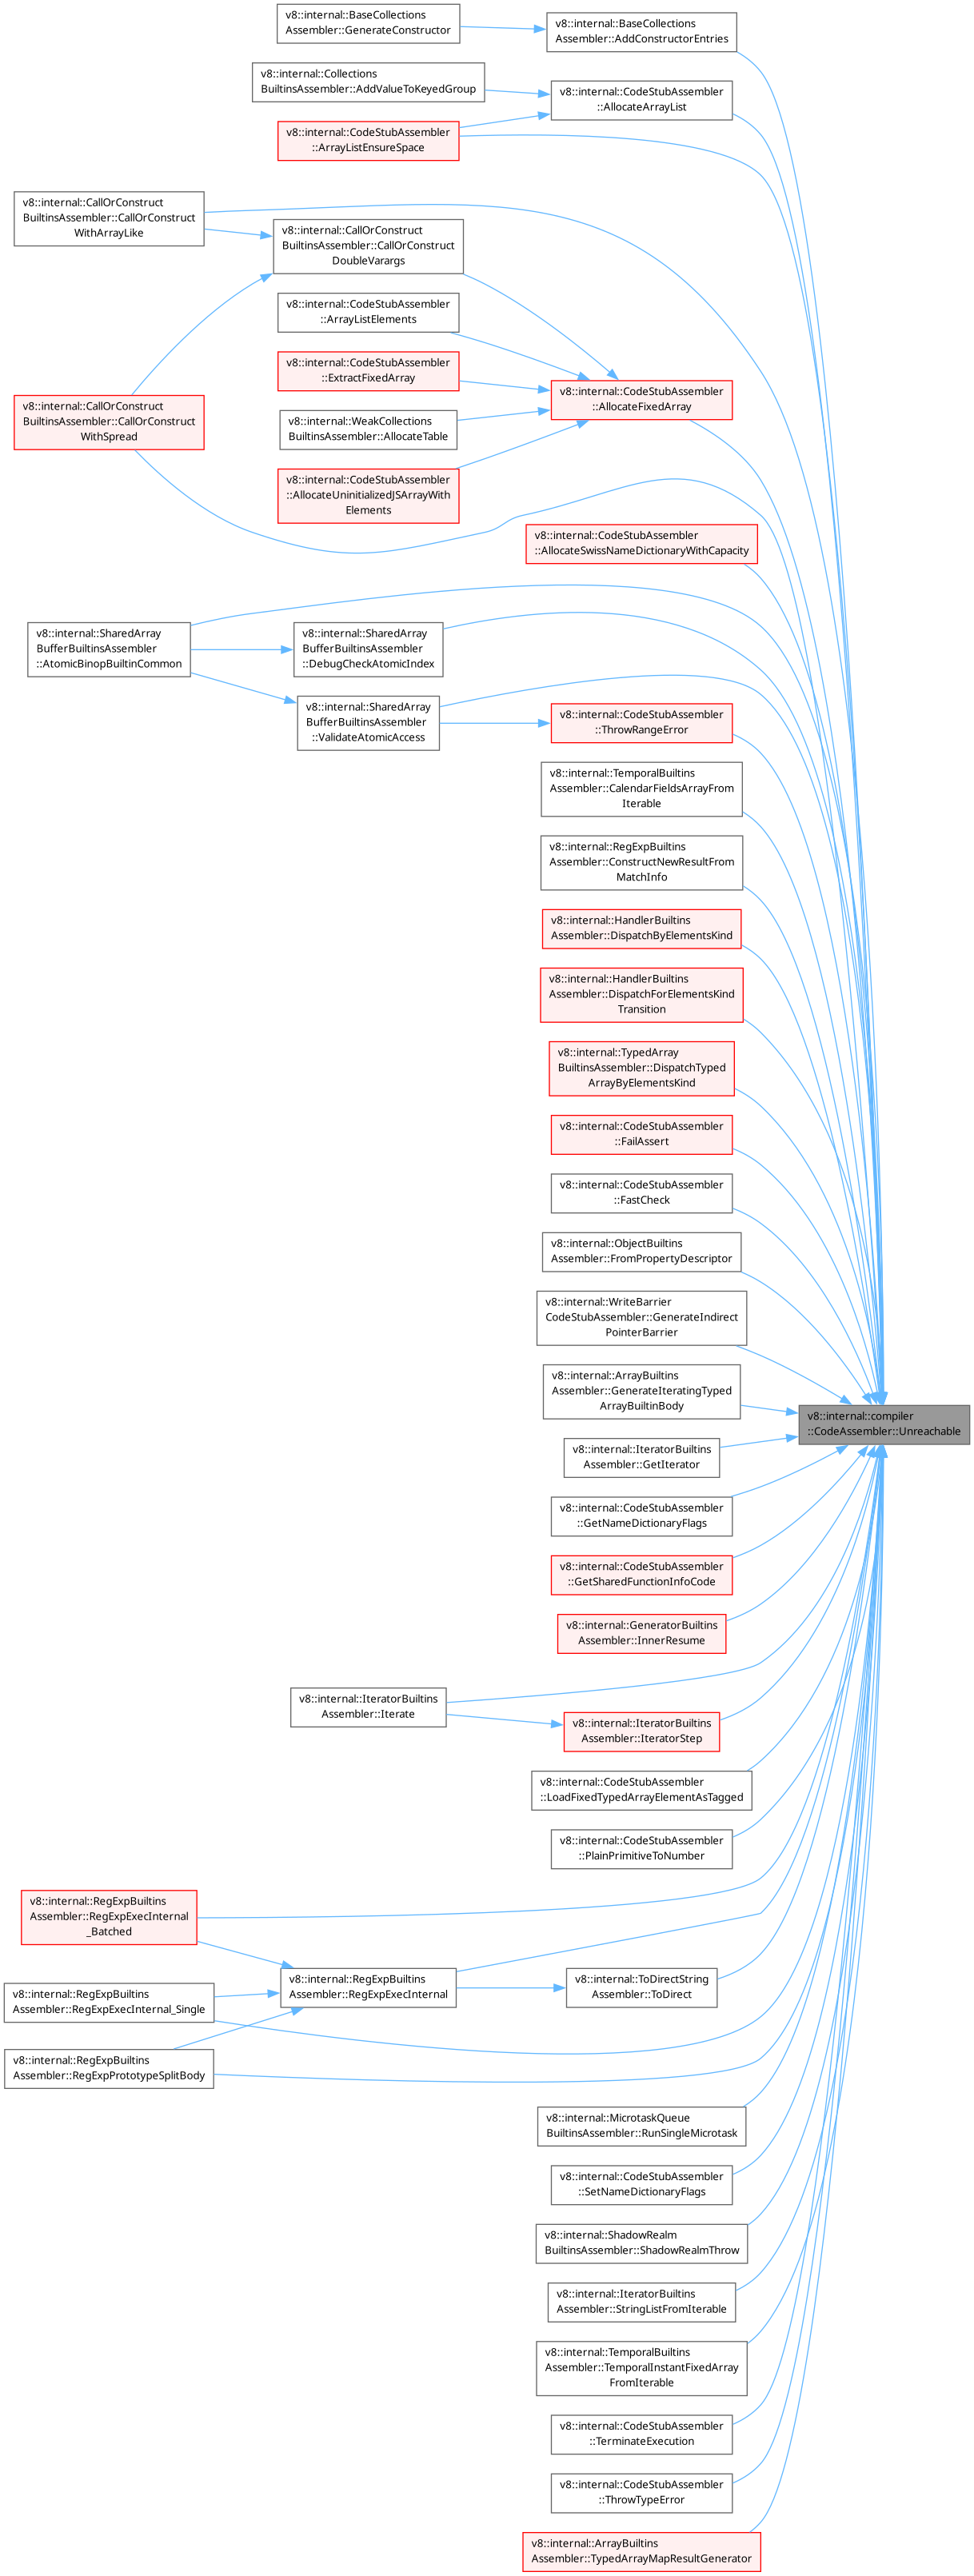 v8::internal::BaseCollections
Assembler::GenerateConstructor
v8::internal::BaseCollections
Assembler::AddConstructorEntries
v8::internal::Collections
BuiltinsAssembler::AddValueToKeyedGroup
v8::internal::CodeStubAssembler
::AllocateArrayList
v8::internal::CodeStubAssembler
::ArrayListEnsureSpace
v8::internal::CallOrConstruct
BuiltinsAssembler::CallOrConstruct
WithArrayLike
v8::internal::CallOrConstruct
BuiltinsAssembler::CallOrConstruct
DoubleVarargs
v8::internal::CodeStubAssembler
::ArrayListElements
v8::internal::CodeStubAssembler
::ExtractFixedArray
v8::internal::CodeStubAssembler
::AllocateFixedArray
v8::internal::CallOrConstruct
BuiltinsAssembler::CallOrConstruct
WithSpread
v8::internal::WeakCollections
BuiltinsAssembler::AllocateTable
v8::internal::CodeStubAssembler
::AllocateUninitializedJSArrayWith
Elements
v8::internal::CodeStubAssembler
::AllocateSwissNameDictionaryWithCapacity
v8::internal::SharedArray
BufferBuiltinsAssembler
::AtomicBinopBuiltinCommon
v8::internal::SharedArray
BufferBuiltinsAssembler
::DebugCheckAtomicIndex
v8::internal::SharedArray
BufferBuiltinsAssembler
::ValidateAtomicAccess
v8::internal::CodeStubAssembler
::ThrowRangeError
v8::internal::TemporalBuiltins
Assembler::CalendarFieldsArrayFrom
Iterable
v8::internal::RegExpBuiltins
Assembler::ConstructNewResultFrom
MatchInfo
v8::internal::HandlerBuiltins
Assembler::DispatchByElementsKind
v8::internal::HandlerBuiltins
Assembler::DispatchForElementsKind
Transition
v8::internal::TypedArray
BuiltinsAssembler::DispatchTyped
ArrayByElementsKind
v8::internal::CodeStubAssembler
::FailAssert
v8::internal::CodeStubAssembler
::FastCheck
v8::internal::ObjectBuiltins
Assembler::FromPropertyDescriptor
v8::internal::WriteBarrier
CodeStubAssembler::GenerateIndirect
PointerBarrier
v8::internal::ArrayBuiltins
Assembler::GenerateIteratingTyped
ArrayBuiltinBody
v8::internal::compiler
::CodeAssembler::Unreachable
v8::internal::IteratorBuiltins
Assembler::GetIterator
v8::internal::CodeStubAssembler
::GetNameDictionaryFlags
v8::internal::CodeStubAssembler
::GetSharedFunctionInfoCode
v8::internal::GeneratorBuiltins
Assembler::InnerResume
v8::internal::IteratorBuiltins
Assembler::Iterate
v8::internal::IteratorBuiltins
Assembler::IteratorStep
v8::internal::CodeStubAssembler
::LoadFixedTypedArrayElementAsTagged
v8::internal::CodeStubAssembler
::PlainPrimitiveToNumber
v8::internal::RegExpBuiltins
Assembler::RegExpExecInternal
_Batched
v8::internal::RegExpBuiltins
Assembler::RegExpExecInternal
v8::internal::ToDirectString
Assembler::ToDirect
v8::internal::RegExpBuiltins
Assembler::RegExpExecInternal_Single
v8::internal::RegExpBuiltins
Assembler::RegExpPrototypeSplitBody
v8::internal::MicrotaskQueue
BuiltinsAssembler::RunSingleMicrotask
v8::internal::CodeStubAssembler
::SetNameDictionaryFlags
v8::internal::ShadowRealm
BuiltinsAssembler::ShadowRealmThrow
v8::internal::IteratorBuiltins
Assembler::StringListFromIterable
v8::internal::TemporalBuiltins
Assembler::TemporalInstantFixedArray
FromIterable
v8::internal::CodeStubAssembler
::TerminateExecution
v8::internal::CodeStubAssembler
::ThrowTypeError
v8::internal::ArrayBuiltins
Assembler::TypedArrayMapResultGenerator